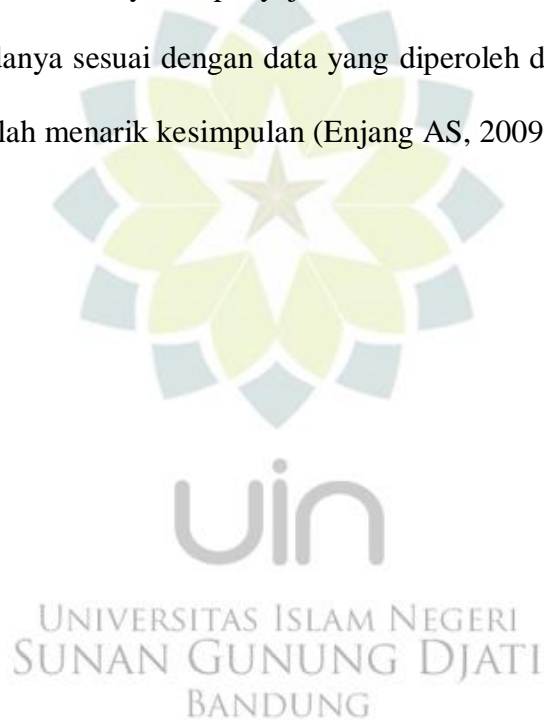 danya sesuai dengan data yang diperoleh d
lah menarik kesimpulan (Enjang AS, 2009
uin
UNIVERSITAS ISLAM NEGERI
SUNAN GUNUNG DJATI
BANDUNG